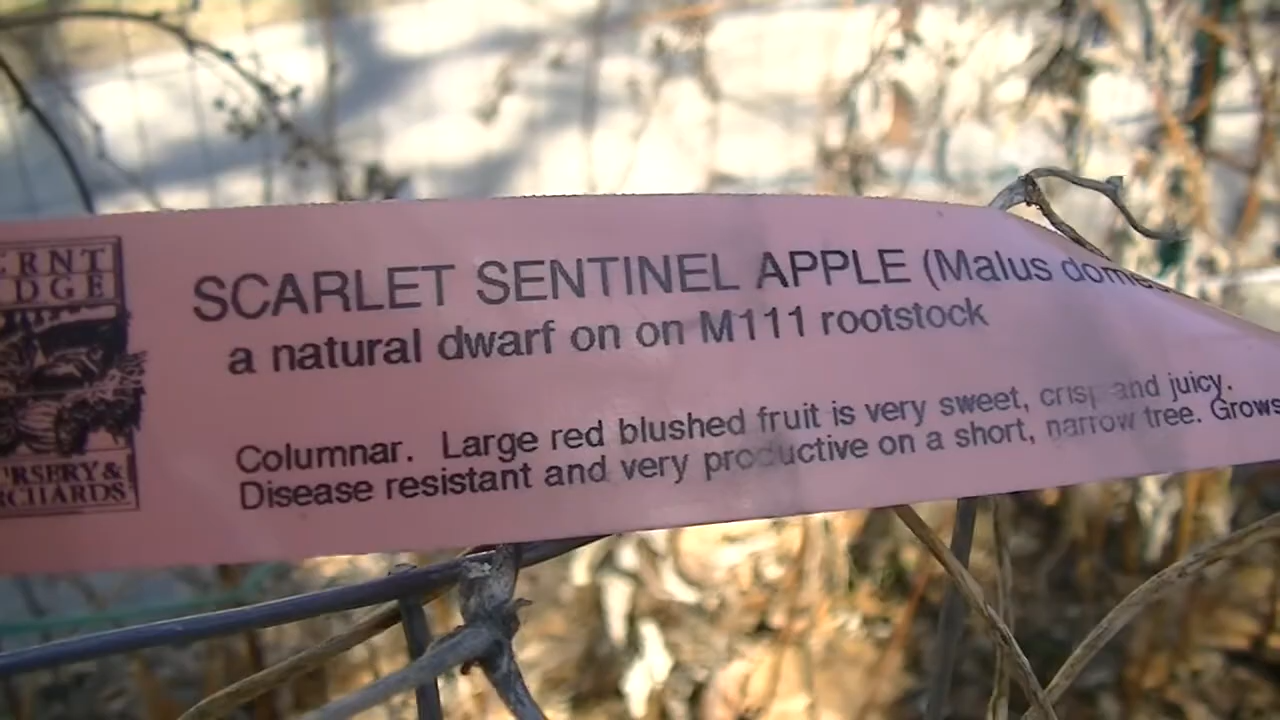 SCARLET SENTINEL APPLE (Malus
a natural dwarf on on M111 rootstock
Columnar. Large red blushed fruit is very sweet, crisp and juicy.
Disease resistant and very productive on a short, narrow tree. Grows